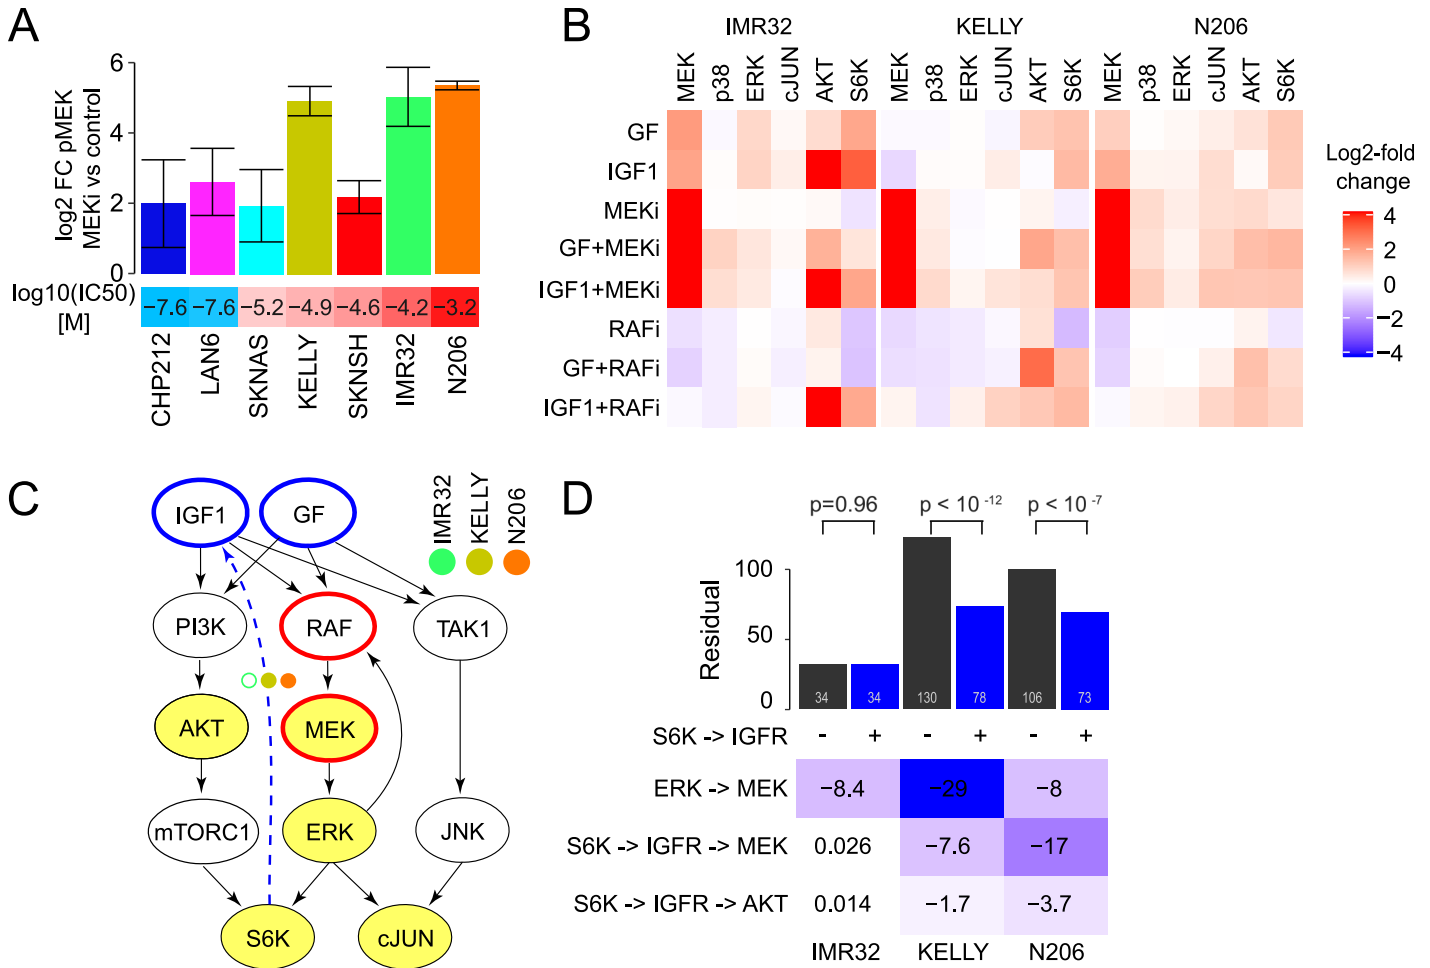 A
log2 FC pMEK
MEKi vs control
6
4
2
0
log10(IC50)
[M]
−7.6 −7.6 −5.2 −4.9 −4.6 −4.2 −3.2
CHP212 LAN6 SKNAS KELLY SKNSH IMR32 N206
B
IMR32 KELLY N206
MEK p38 ERK cJUN AKT S6K MEK p38 ERK cJUN AKT S6K MEK p38 ERK cJUN AKT S6K
GF
IGF1
MEKi
GF+MEKi
IGF1+MEKi
RAFi
GF+RAFi
IGF1+RAFi
Log2-fold
change
4
2
0
−2
−4
C
IMR32 KELLY N206
IGF1 GF
PI3K RAF TAK1
AKT MEK
mTORC1 ERK JNK
S6K cJUN
D
p=0.96 p < 10 -12 p < 10 -7
Residual
100
50
0
34 34 130 78 106 73
S6K -> IGFR - + - + - +
ERK -> MEK −8.4 −29 −8
S6K -> IGFR -> MEK 0.026 −7.6 −17
S6K -> IGFR -> AKT 0.014 −1.7 −3.7
IMR32 KELLY N206